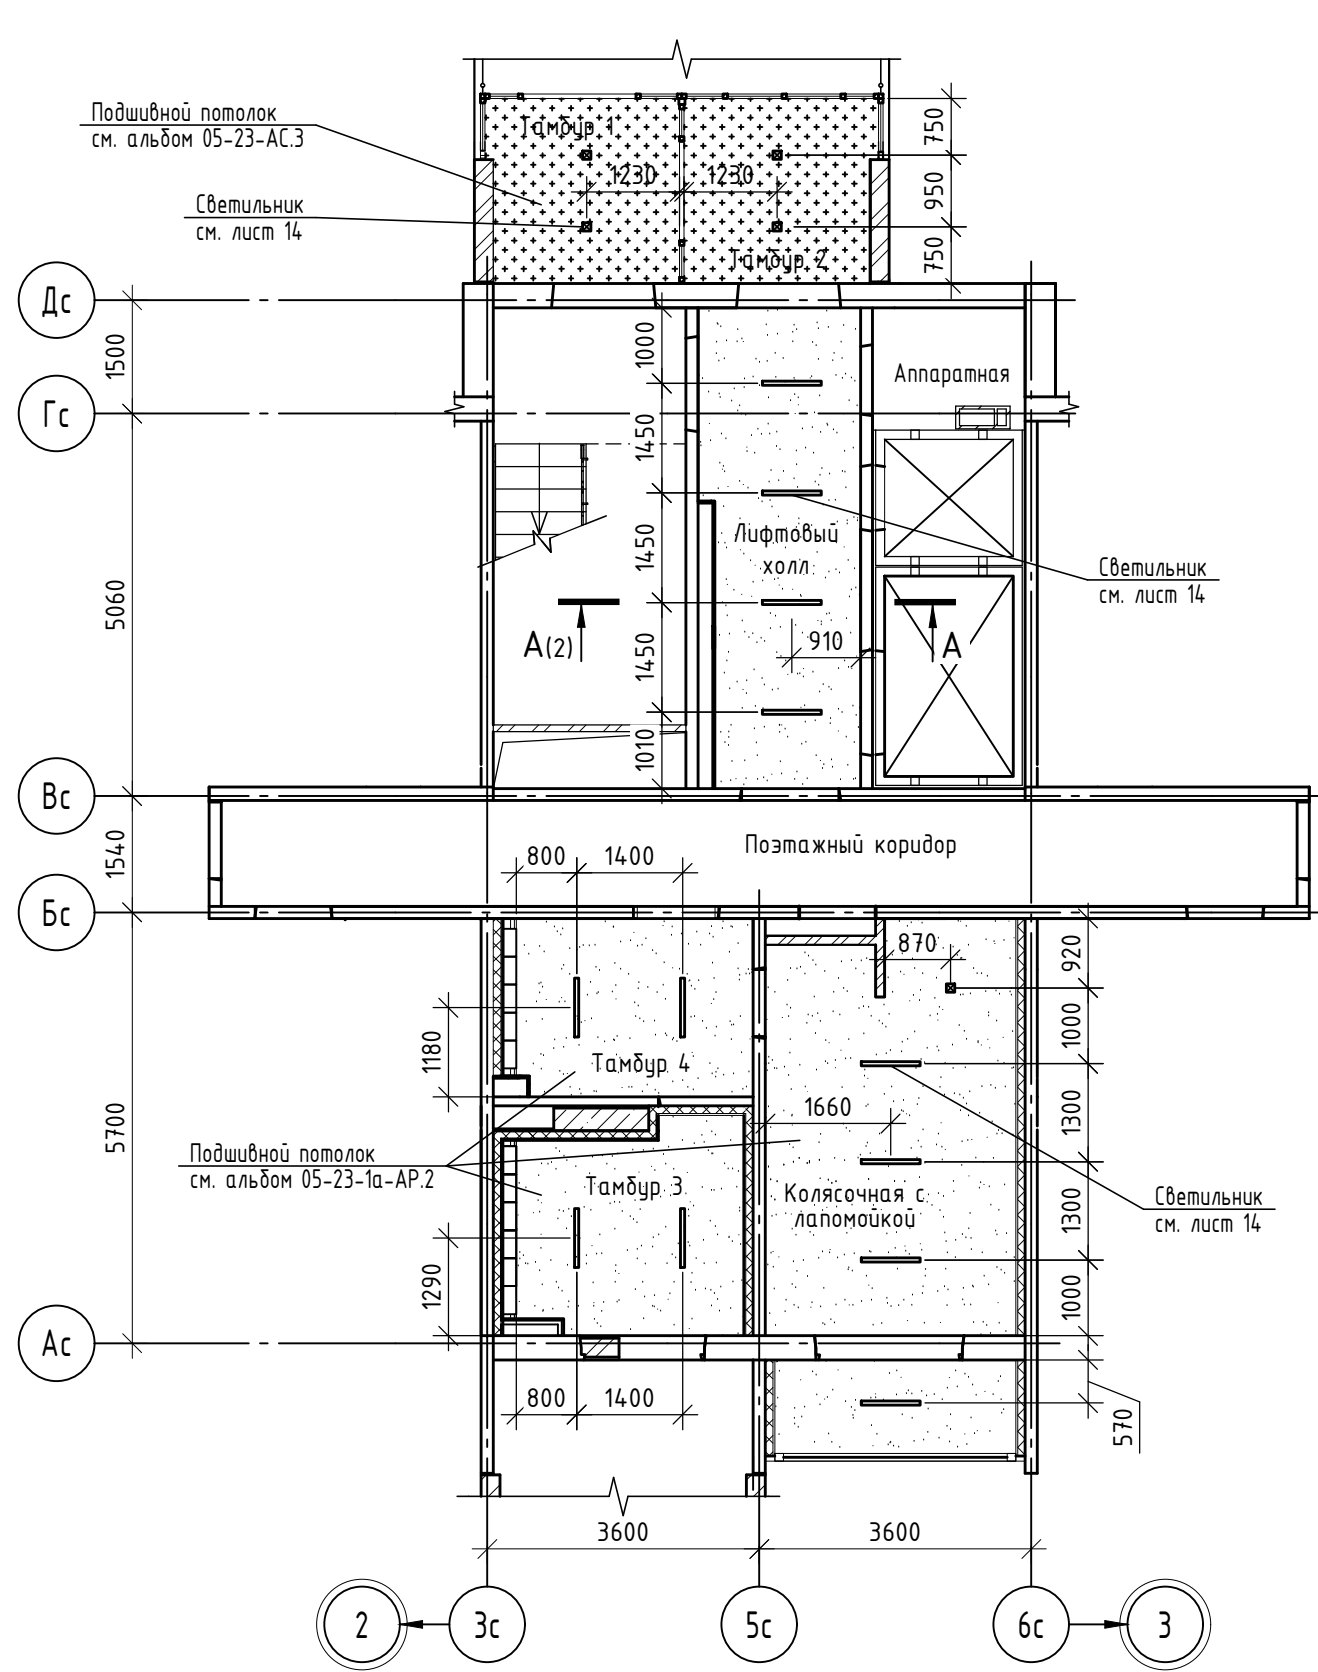 Подшивной потолок
см. альбом 05-23-АС.3
Тамбур 1
750
1230
1230
950
Светильник
см. лист 14
Тамбур 2
750
Дс
1500
1000
Аппаратная
Гс
1450
Лифтовый
холл
1450
Светильник
см. лист 14
5060
А(2)
910
А
1450
1010
Вс
1540
Поэтажный коридор
800
1400
Бс
870
920
1000
1180
Тамбур 4
1660
1300
5700
Подшивной потолок
см. альбом 05-23-1а-АР.2
Тамбур 3
Колясочная с
лапомойкой
Светильник
см. лист 14
1300
1290
1000
Ас
800
1400
570
3600
3600
2
3с
5с
6с
3